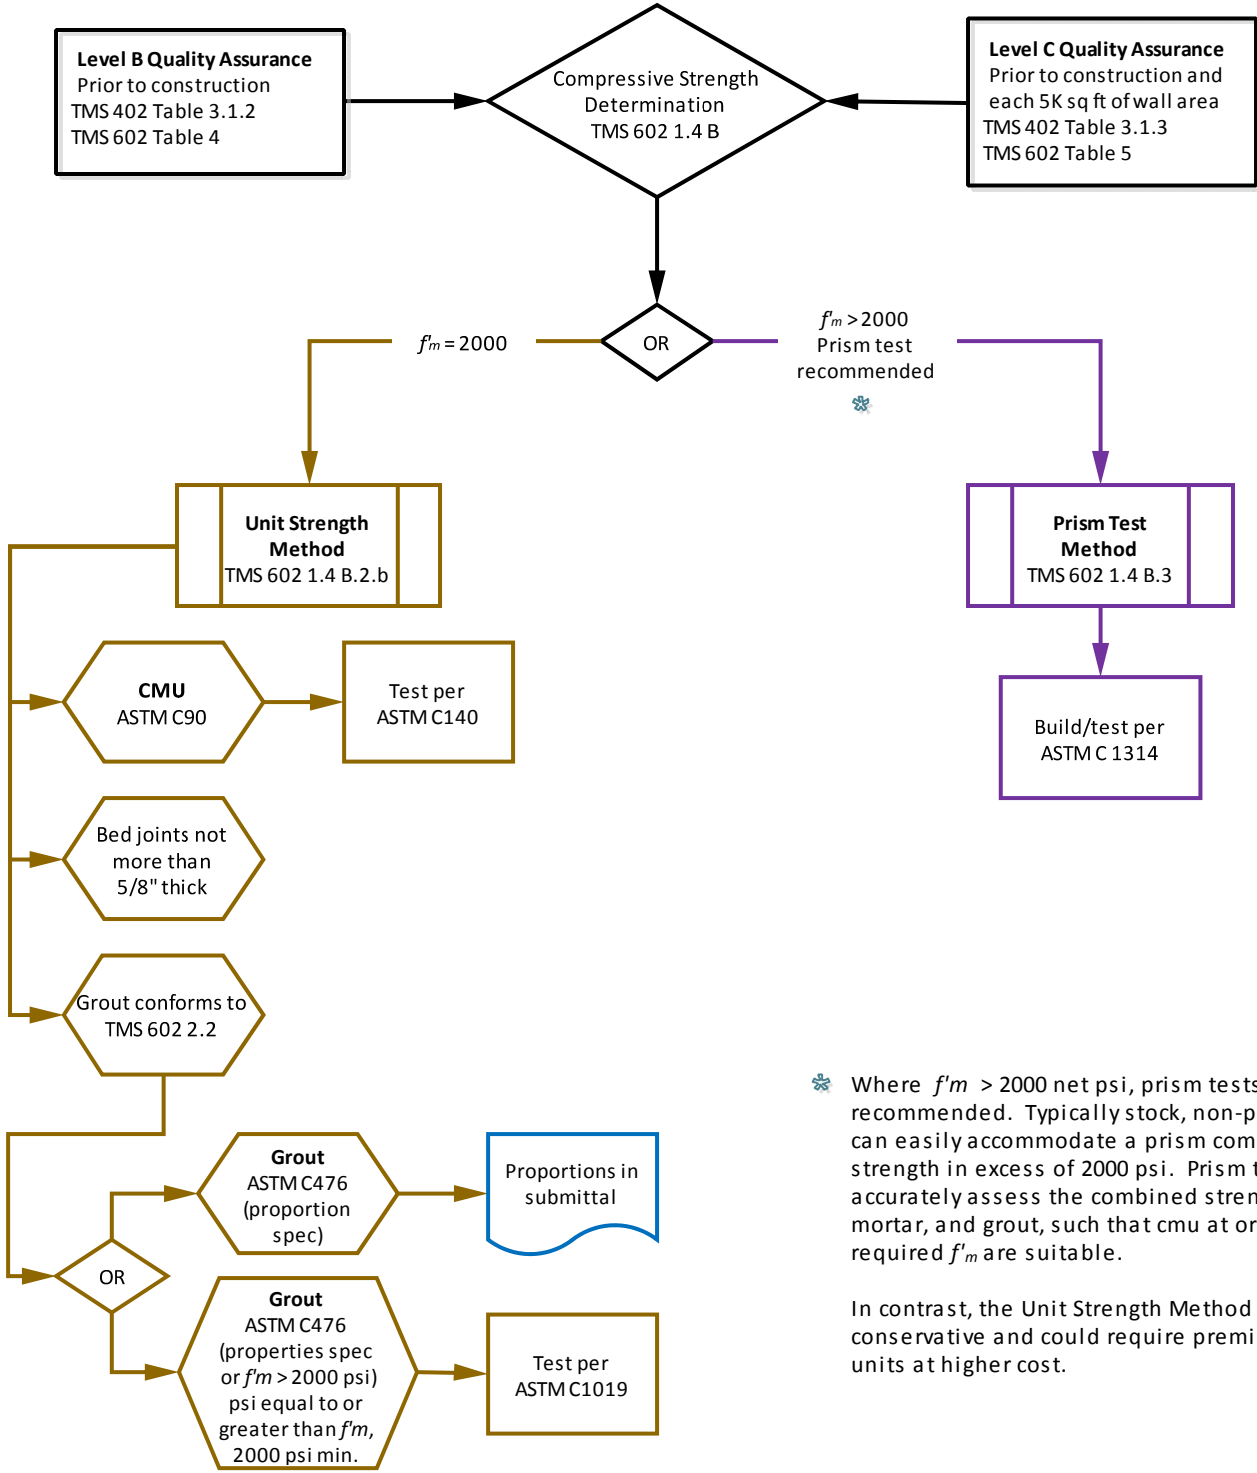 Level B Quality Assurance
Prior to construction
TMS 402 Table 3.1.2
TMS 602 Table 4
Compressive Strength
Determination
TMS 602 1.4 B
Level C Quality Assurance
Prior to construction and
each 5K sq ft of wall area
TMS 402 Table 3.1.3
TMS 602 Table 5
f'm = 2000
OR
f'm > 2000
Prism test
recommended
Unit Strength
Method
TMS 602 1.4 B.2.b
Prism Test
Method
TMS 602 1.4 B.3
CMU
ASTM C90
Test per
ASTM C140
Build/test per
ASTM C 1314
Bed joints not
more than
5/8" thick
Grout conforms to
TMS 602 2.2
Grout
ASTM C476
(proportion
spec)
Proportions in
submittal
OR
Grout
ASTM C476
(properties spec
or f'm > 2000 psi)
psi equal to or
greater than f'm,
2000 psi min.
Test per
ASTM C1019
Where f'm > 2000 net psi, prism tests
recommended. Typically stock, non-p
can easily accommodate a prism com
strength in excess of 2000 psi. Prism t
accurately assess the combined stren
mortar, and grout, such that cmu at or
required f'm are suitable.
In contrast, the Unit Strength Method
conservative and could require premi
units at higher cost.